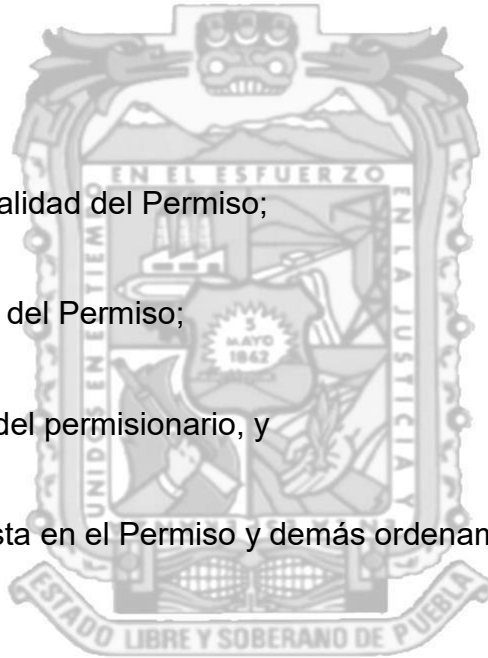 EN EL ESFUERZO
alidad del Permiso;
UNIDOS EN EL TIEMPO
EN LA JUSTICIA Y
del Permiso;
5
MAYO
1862
del permisionario, y
sta en el Permiso y demás ordenam
ESTADO LIBRE Y SOBERANO DE PUEBLA